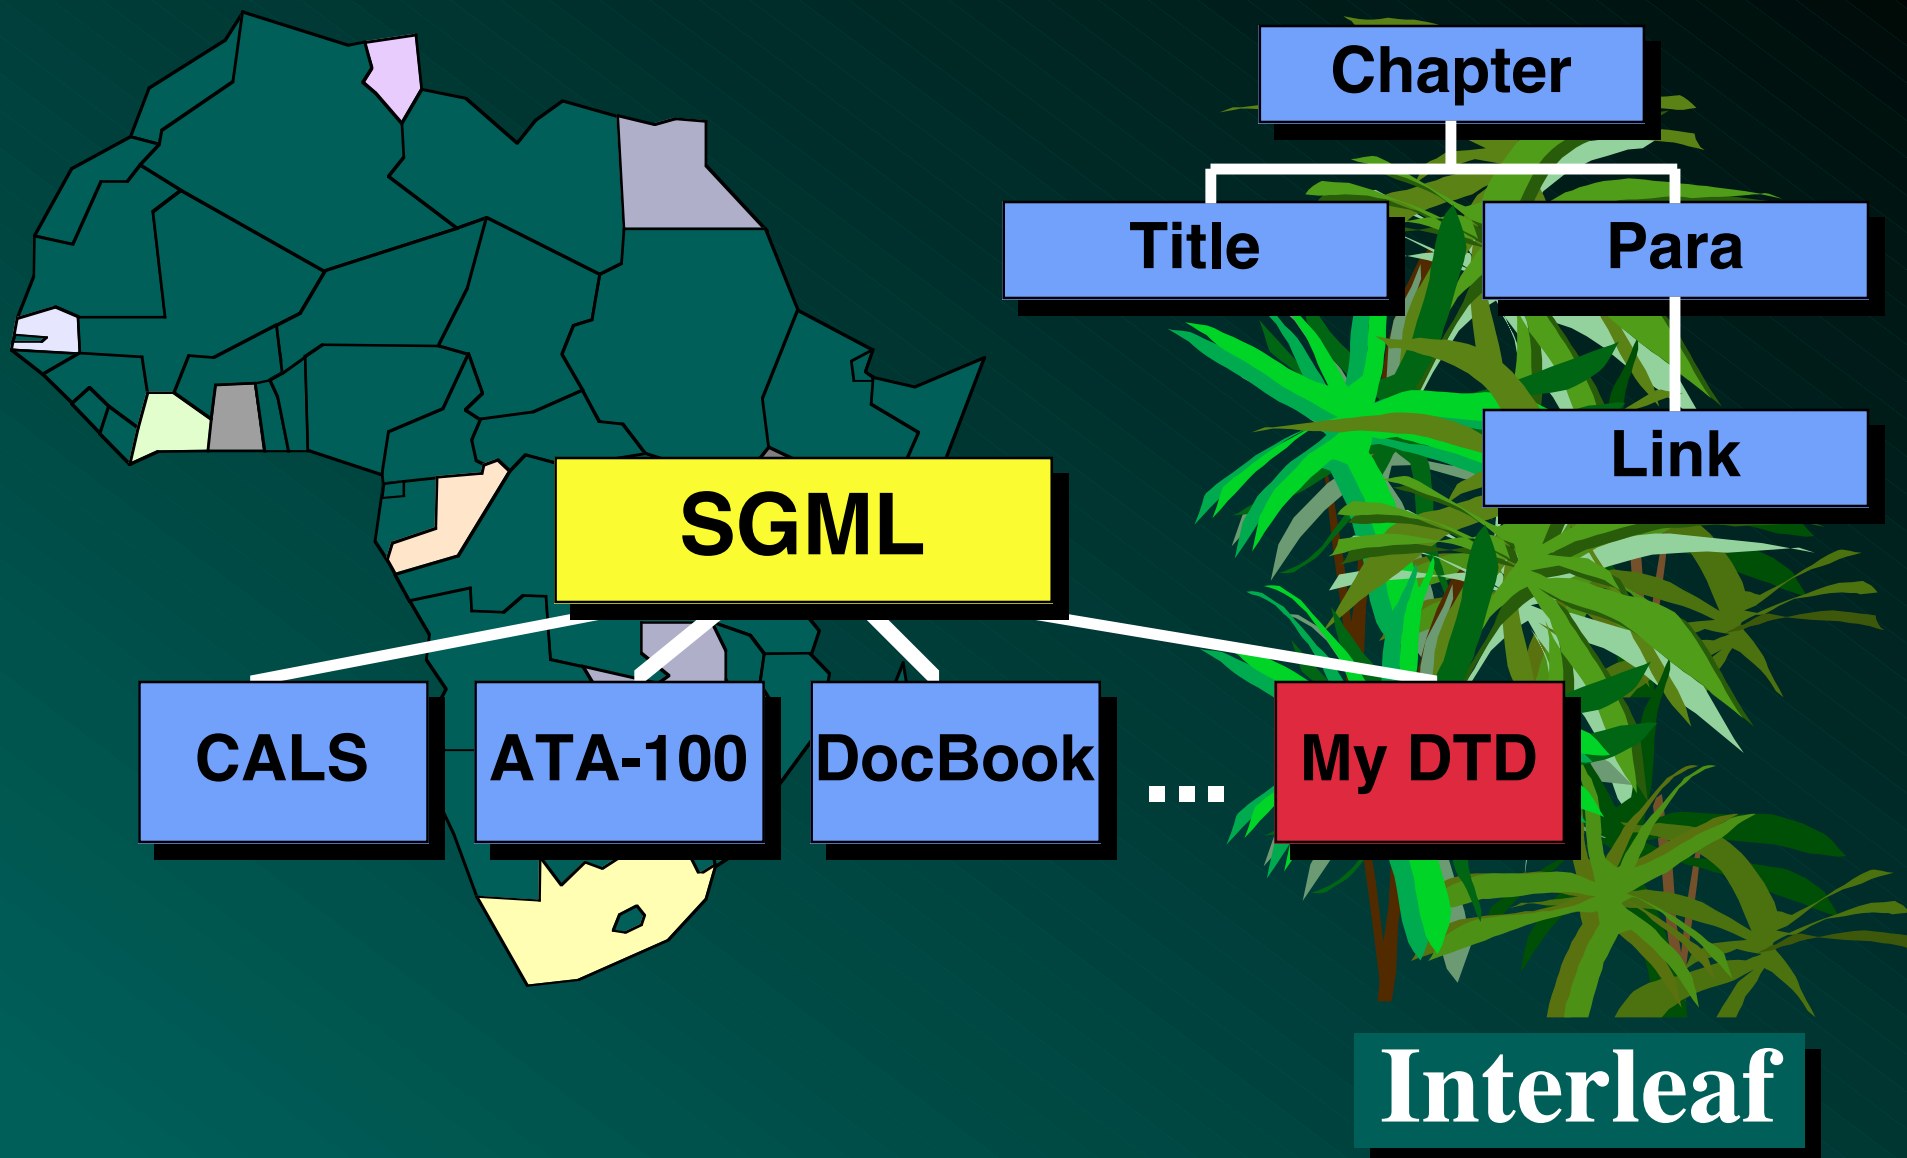 Chapter
Title
Para
Link
SGML
CALS
ATA-100
DocBook
...
My DTD
Interleaf